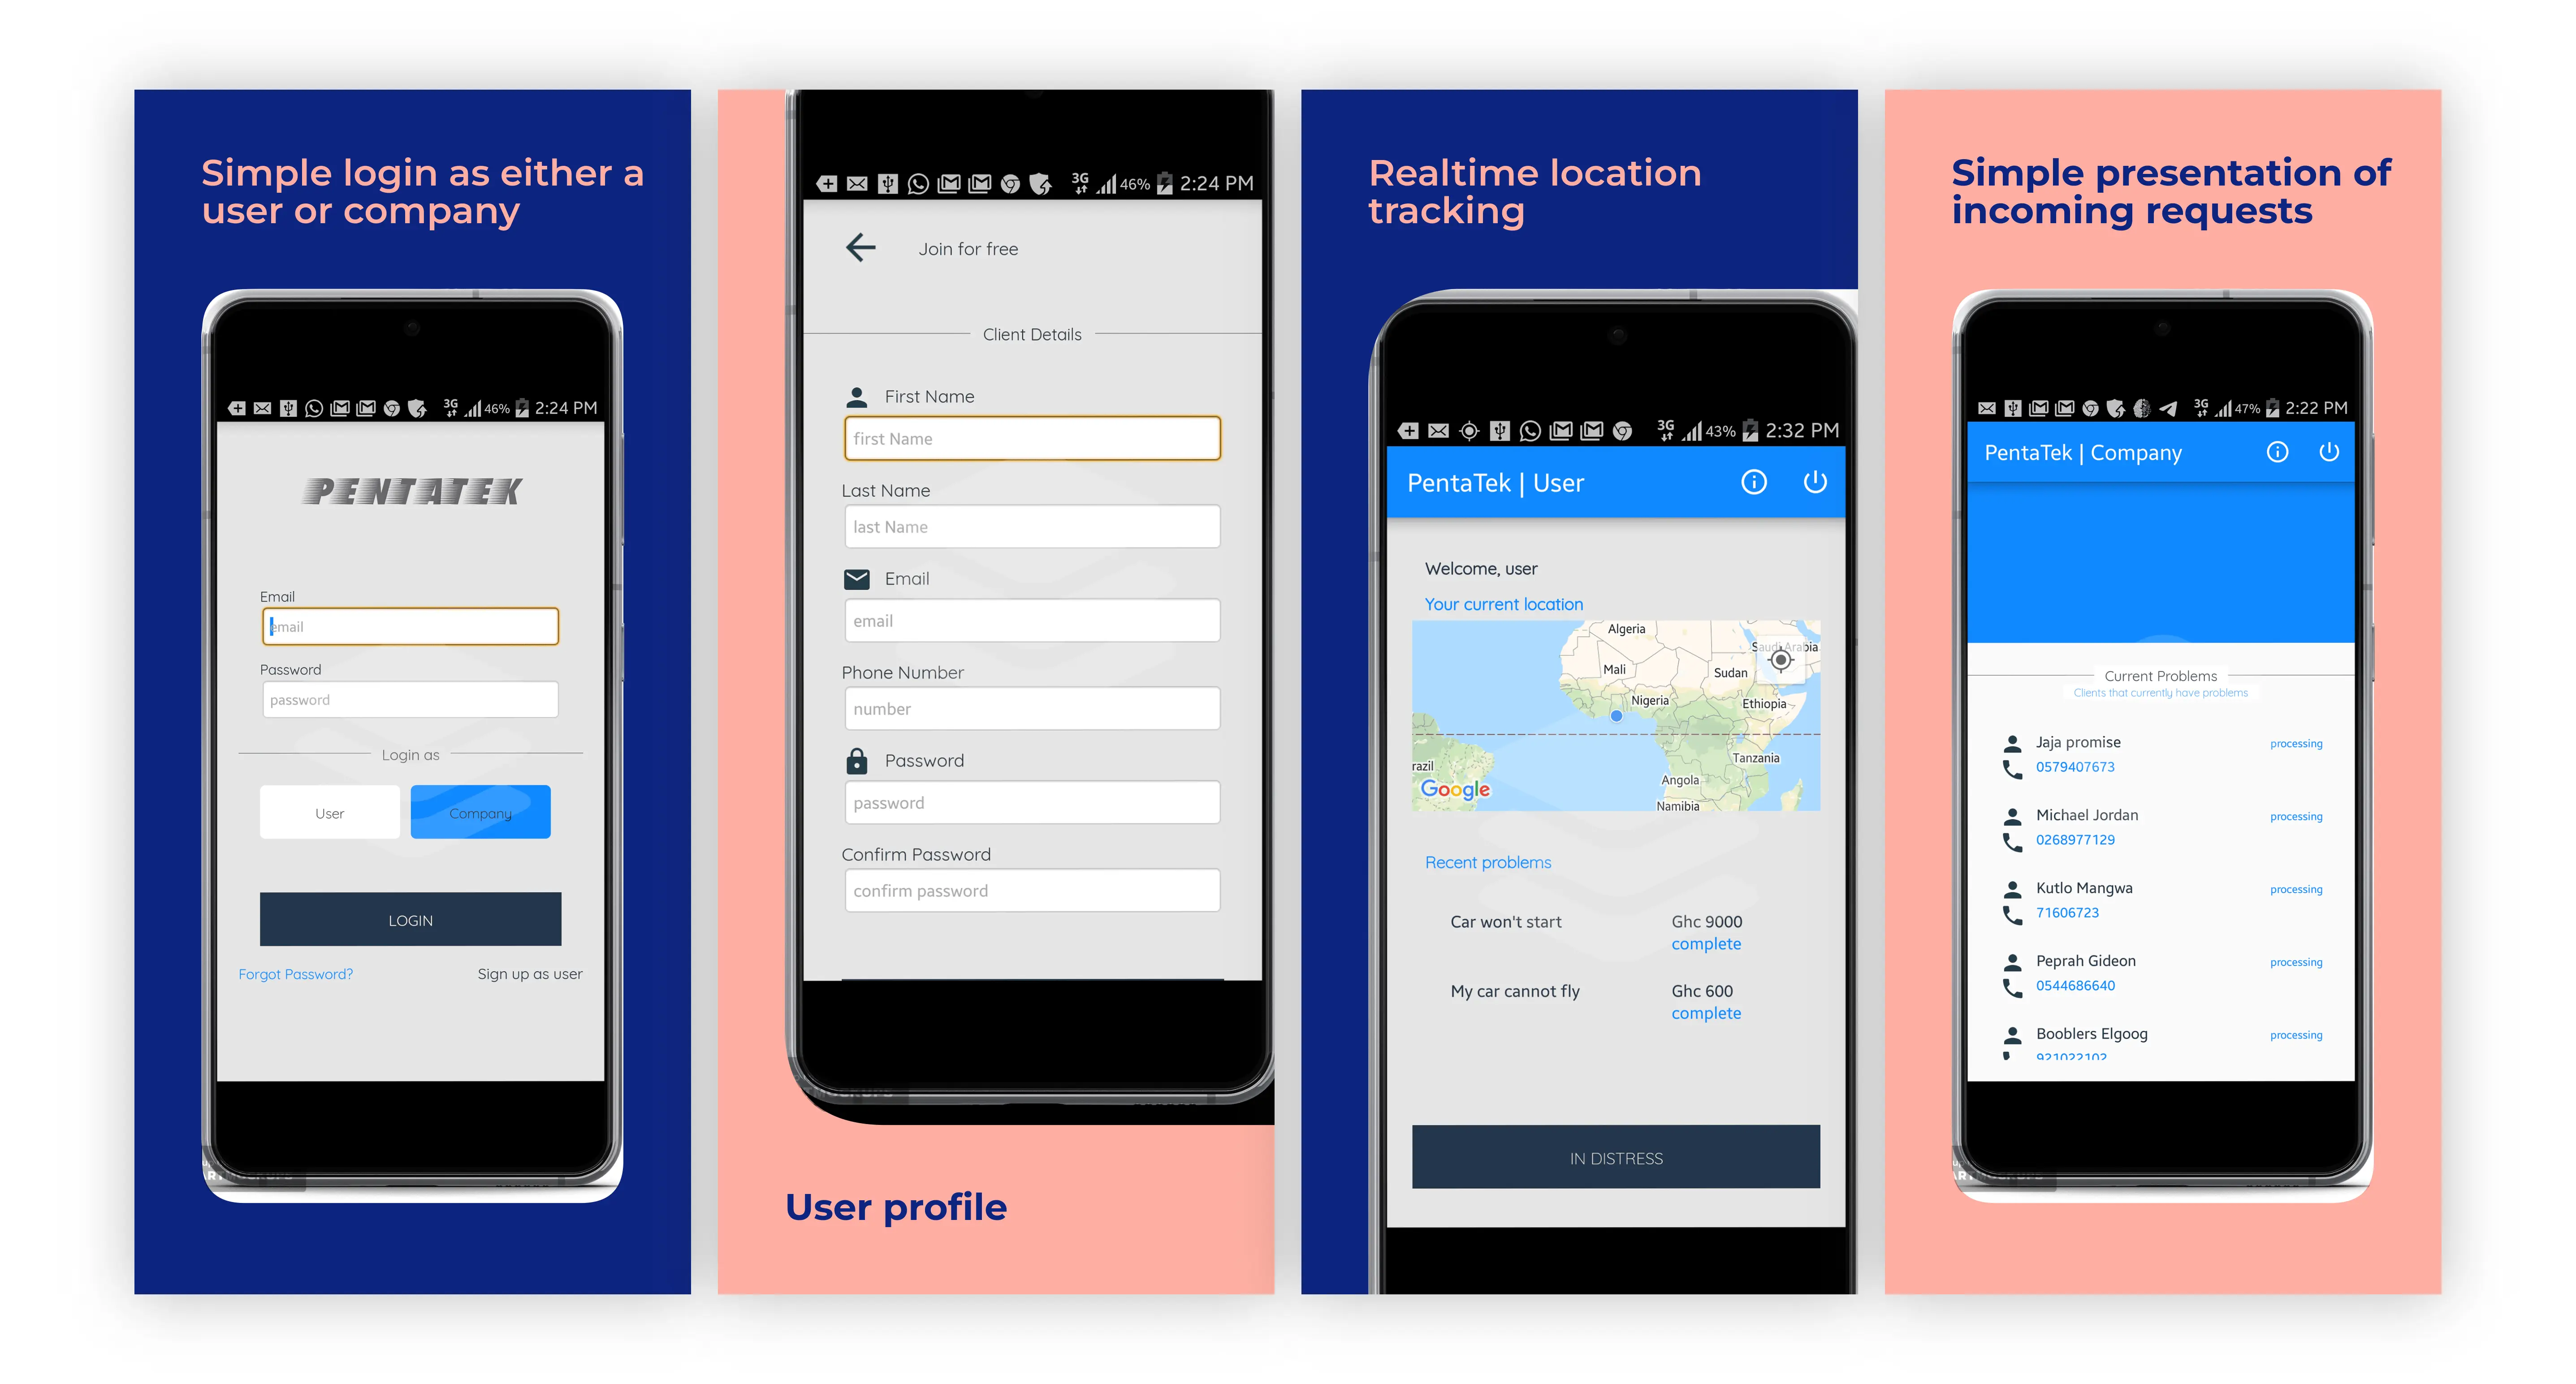 Simple login as either a
user or company
3G 46% 2:24 PM
PENTATEK
Email
email
Password
password
Login as
User
Company
LOGIN
Forgot Password?
Sign up as user
3G 46% 2:24 PM
Join for free
Client Details
First Name
first Name
Last Name
last Name
Email
email
Phone Number
number
Password
password
Confirm Password
confirm password
User profile
Realtime location
tracking
3G 43% 2:32 PM
PentaTek | User
Welcome, user
Your current location
Algeria
Saudi Arabia
Mali
Sudan
Nigeria
Ethiopia
Tanzania
razil
Angola
Google
Namibia
Recent problems
Car won't start Ghc 9000
complete
My car cannot fly Ghc 600
complete
IN DISTRESS
Simple presentation of
incoming requests
3G 47% 2:22 PM
PentaTek | Company
Current Problems
Clients that currently have problems
Jaja promise processing
0579407673
Michael Jordan processing
0268977129
Kutlo Mangwa processing
71606723
Peprah Gideon processing
0544686640
Booblers Elgoog processing
921022102